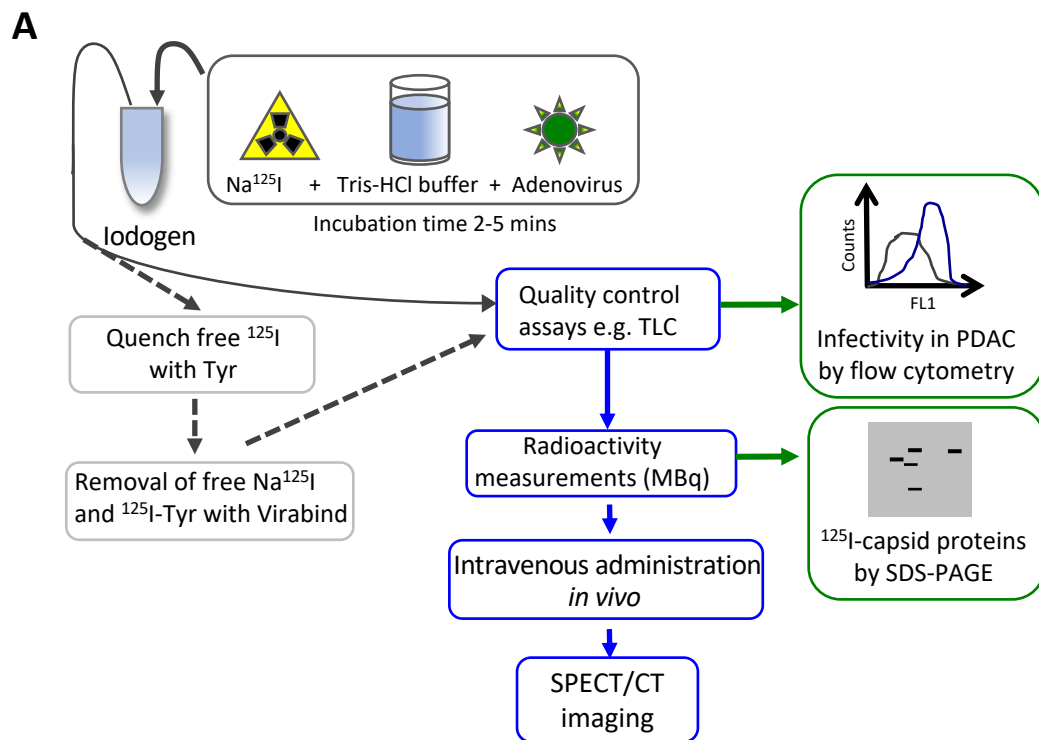 A
Na¹²⁵I + Tris-HCl buffer + Adenovirus
Incubation time 2-5 mins
Iodogen
Quench free ¹²⁵I
with Tyr
Removal of free Na¹²⁵I
and ¹²⁵I-Tyr with Virabind
Quality control
assays e.g. TLC
Radioactivity
measurements (MBq)
Intravenous administration
in vivo
SPECT/CT
imaging
Counts
FL1
Infectivity in PDAC
by flow cytometry
¹²⁵I-capsid proteins
by SDS-PAGE